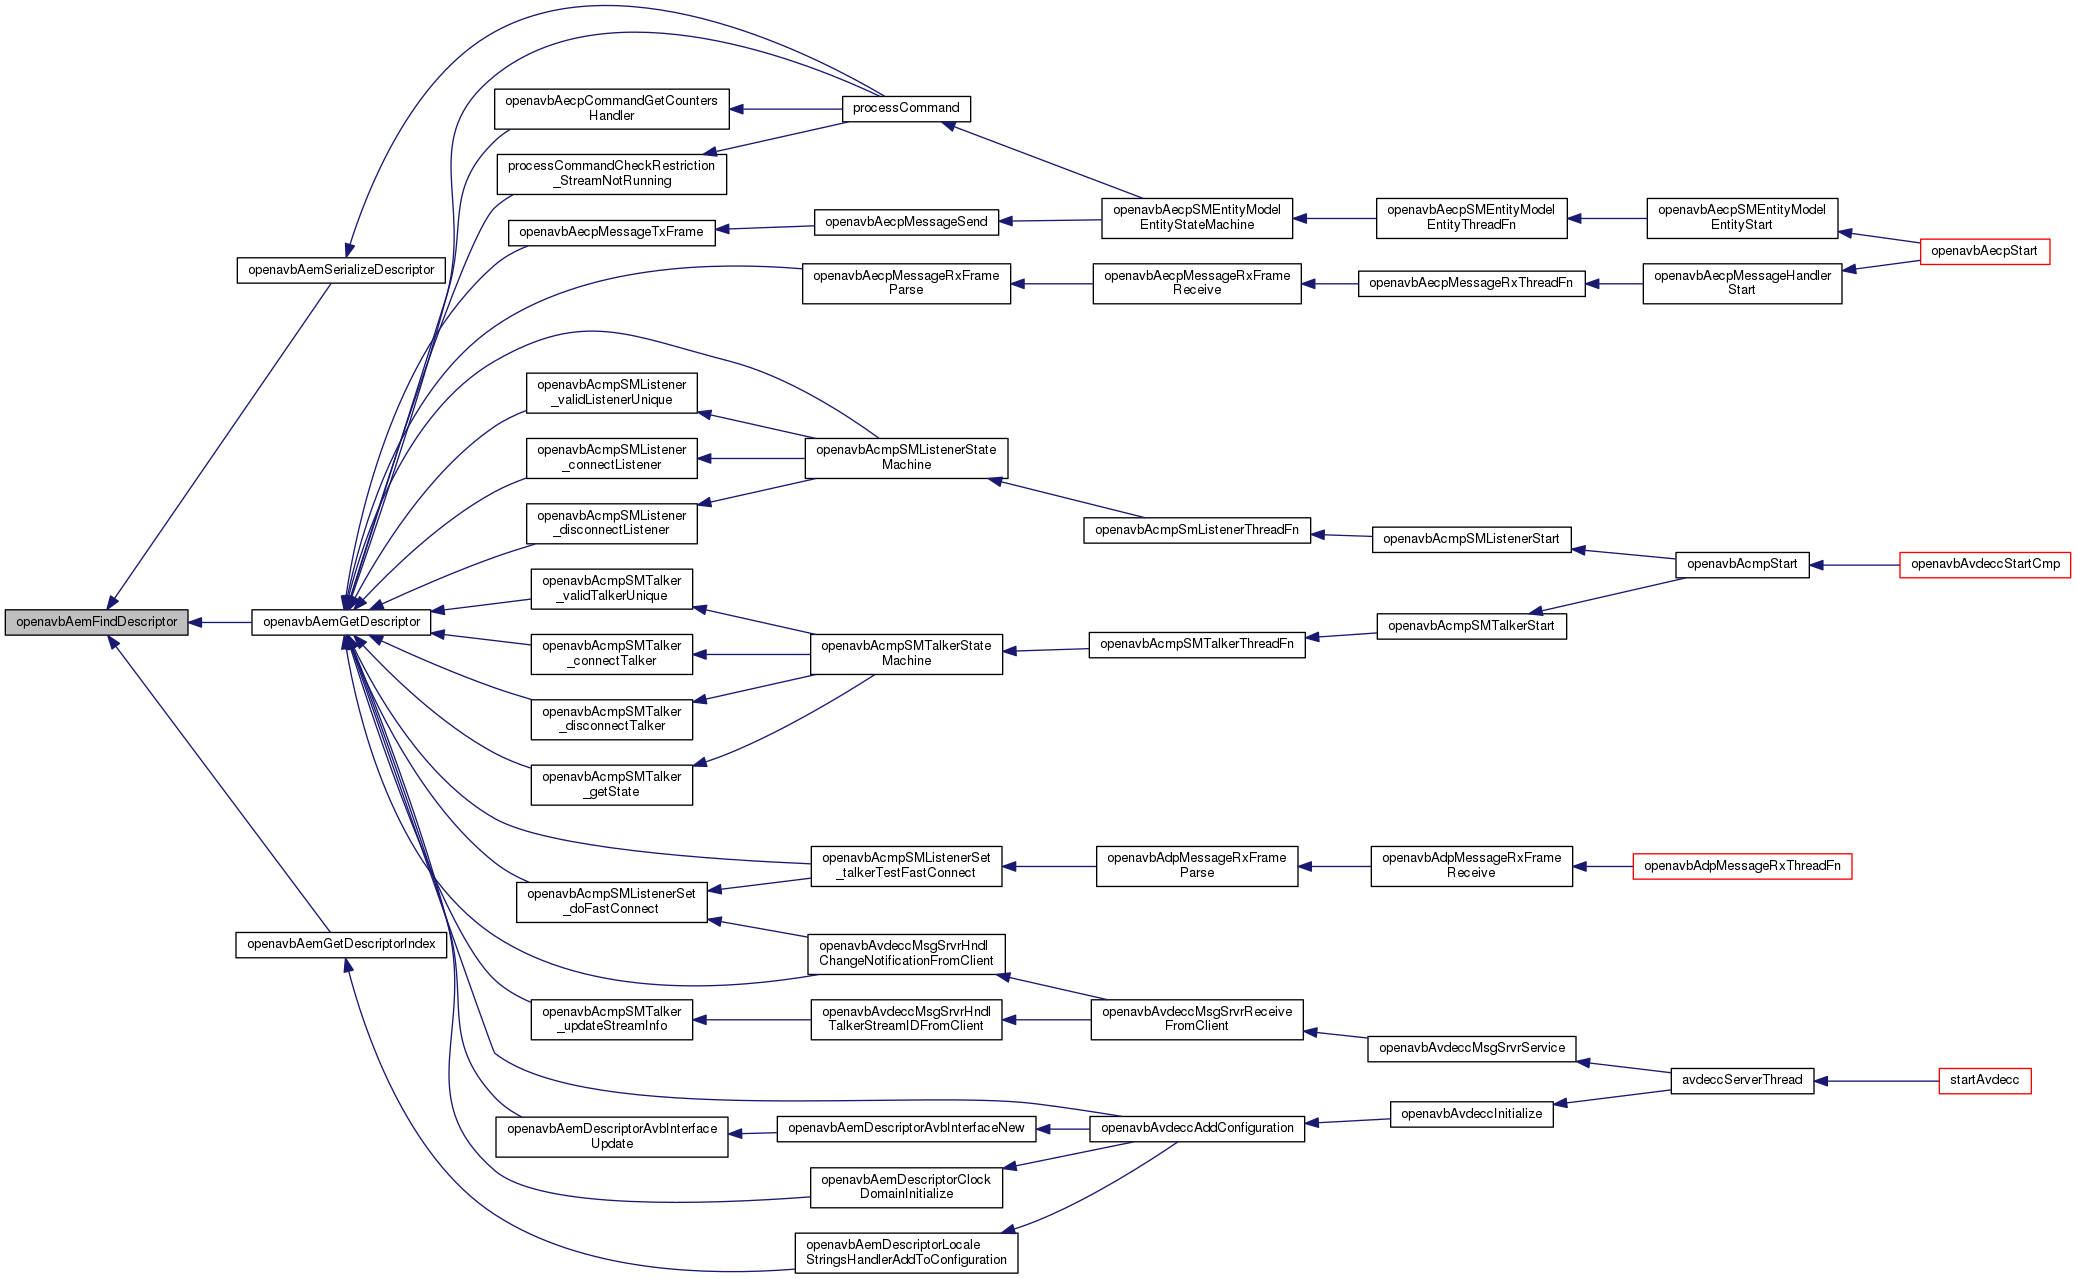 openavbAemFindDescriptor
openavbAemSerializeDescriptor
openavbAemGetDescriptor
openavbAemGetDescriptorIndex
openavbAecpCommandGetCounters
Handler
processCommandCheckRestriction
_StreamNotRunning
openavbAecpMessageTxFrame
openavbAcmpSMListener
_validListenerUnique
openavbAcmpSMListener
_connectListener
openavbAcmpSMListener
_disconnectListener
openavbAcmpSMTalker
_validTalkerUnique
openavbAcmpSMTalker
_connectTalker
openavbAcmpSMTalker
_disconnectTalker
openavbAcmpSMTalker
_getState
openavbAcmpSMListenerSet
_doFastConnect
openavbAcmpSMTalker
_updateStreamInfo
openavbAemDescriptorAvbInterface
Update
processCommand
openavbAecpMessageSend
openavbAecpMessageRxFrame
Parse
openavbAcmpSMListenerState
Machine
openavbAcmpSMTalkerState
Machine
openavbAcmpSMListenerSet
_talkerTestFastConnect
openavbAvdeccMsgSrvrHndl
ChangeNotificationFromClient
openavbAvdeccMsgSrvrHndl
TalkerStreamIDFromClient
openavbAemDescriptorAvbInterfaceNew
openavbAemDescriptorClock
DomainInitialize
openavbAemDescriptorLocale
StringsHandlerAddToConfiguration
openavbAecpSMEntityModel
EntityStateMachine
openavbAecpMessageRxFrame
Receive
openavbAcmpSmListenerThreadFn
openavbAcmpSMTalkerThreadFn
openavbAdpMessageRxFrame
Parse
openavbAvdeccMsgSrvrReceive
FromClient
openavbAvdeccAddConfiguration
openavbAecpSMEntityModel
EntityThreadFn
openavbAecpMessageRxThreadFn
openavbAcmpSMListenerStart
openavbAcmpSMTalkerStart
openavbAdpMessageRxFrame
Receive
openavbAvdeccMsgSrvrService
openavbAvdeccInitialize
openavbAecpSMEntityModel
EntityStart
openavbAecpMessageHandler
Start
openavbAcmpStart
openavbAdpMessageRxThreadFn
avdeccServerThread
openavbAecpStart
openavbAvdeccStartCmp
startAvdecc